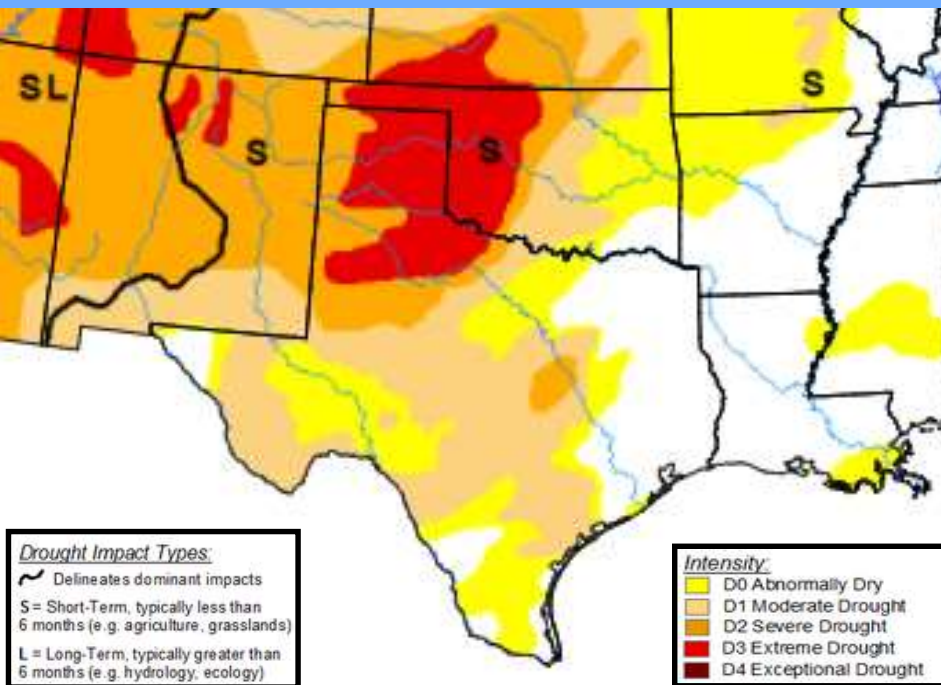 SL
S
S
S
Drought Impact Types:
Delineates dominant impacts
S = Short-Term, typically less than
6 months (e.g. agriculture, grasslands)
L = Long-Term, typically greater than
6 months (e.g. hydrology, ecology)
Intensity:
D0 Abnormally Dry
D1 Moderate Drought
D2 Severe Drought
D3 Extreme Drought
D4 Exceptional Drought